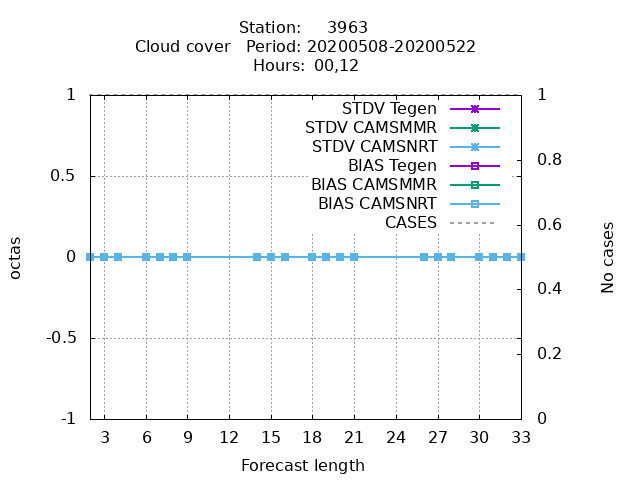 Station: 3963
Cloud cover Period: 20200508-20200522
Hours: 00,12
1
0.5
0
-0.5
-1
octas
STDV Tegen
STDV CAMSMMR
STDV CAMSNRT
BIAS Tegen
BIAS CAMSMMR
BIAS CAMSNRT
CASES
1
0.8
0.6
0.4
0.2
0
No cases
3 6 9 12 15 18 21 24 27 30 33
Forecast length